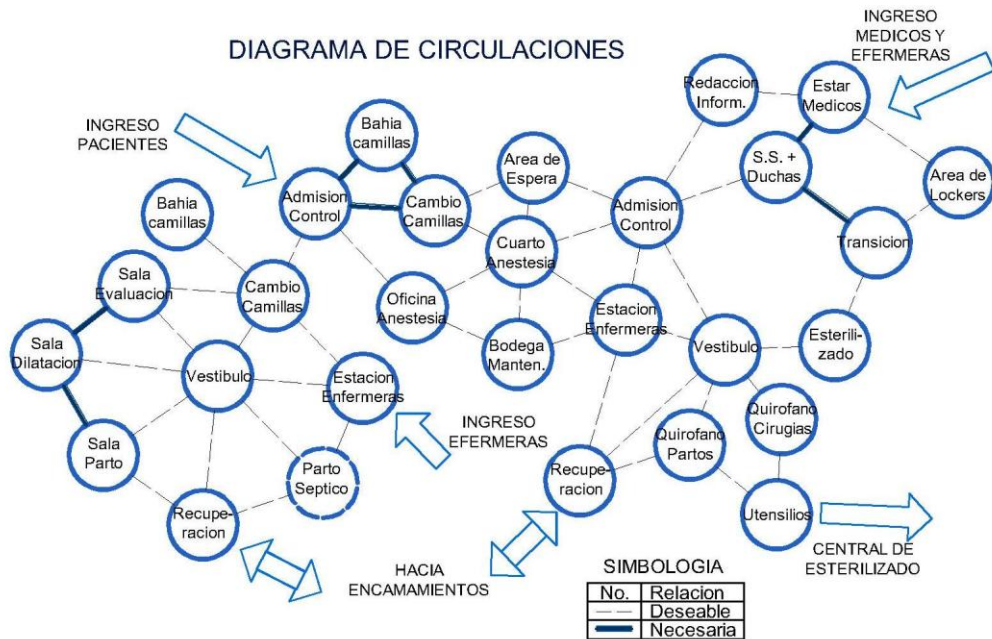 DIAGRAMA DE CIRCULACIONES
INGRESO
MEDICOS Y
EFERMERAS
INGRESO
PACIENTES
Bahia
camillas
Redaccion
Inform.
Estar
Medicos
Area de
Espera
S.S. +
Duchas
Area de
Lockers
Admision
Control
Cambio
Camillas
Admision
Control
Bahia
camillas
Cuarto
Anestesia
Transicion
Sala
Evaluacion
Cambio
Camillas
Oficina
Anestesia
Estacion
Enfermeras
Sala
Dilatacion
Vestibulo
Estacion
Enfermeras
Bodega
Manten.
Vestibulo
Esterili-
zado
INGRESO
EFERMERAS
Quirofano
Cirugias
Sala
Parto
Parto
Septico
Recupe-
racion
Quirofano
Partos
Recupe-
racion
Utensilios
HACIA
ENCAMAMIENTOS
CENTRAL DE
ESTERILIZADO
SIMBOLOGIA
No. Relacion
Deseable
Necesaria